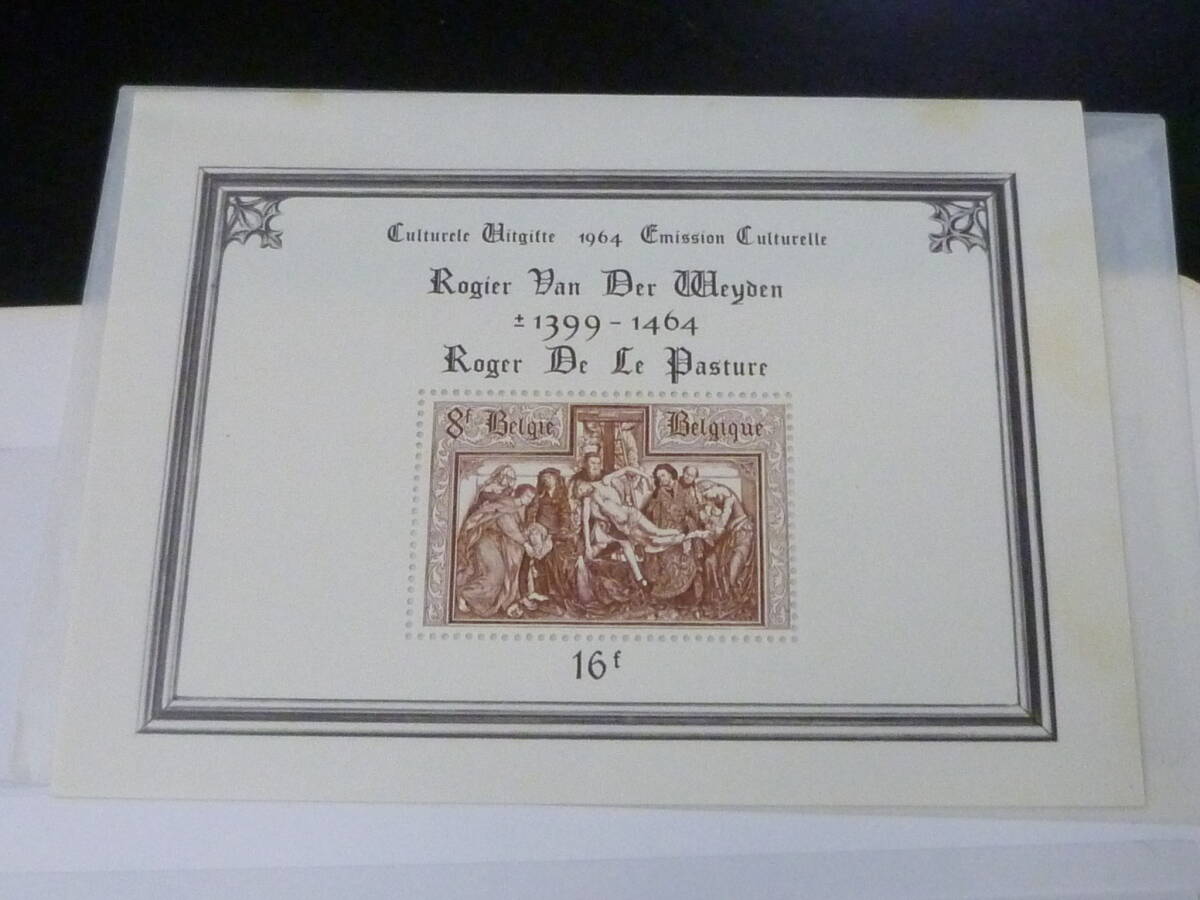 Culturele Uitgifte 1964 Emission Culturelle
Rogier Van Der Weyden
± 1399 - 1464
Roger De Le Pasture
8f België Belgique
16f